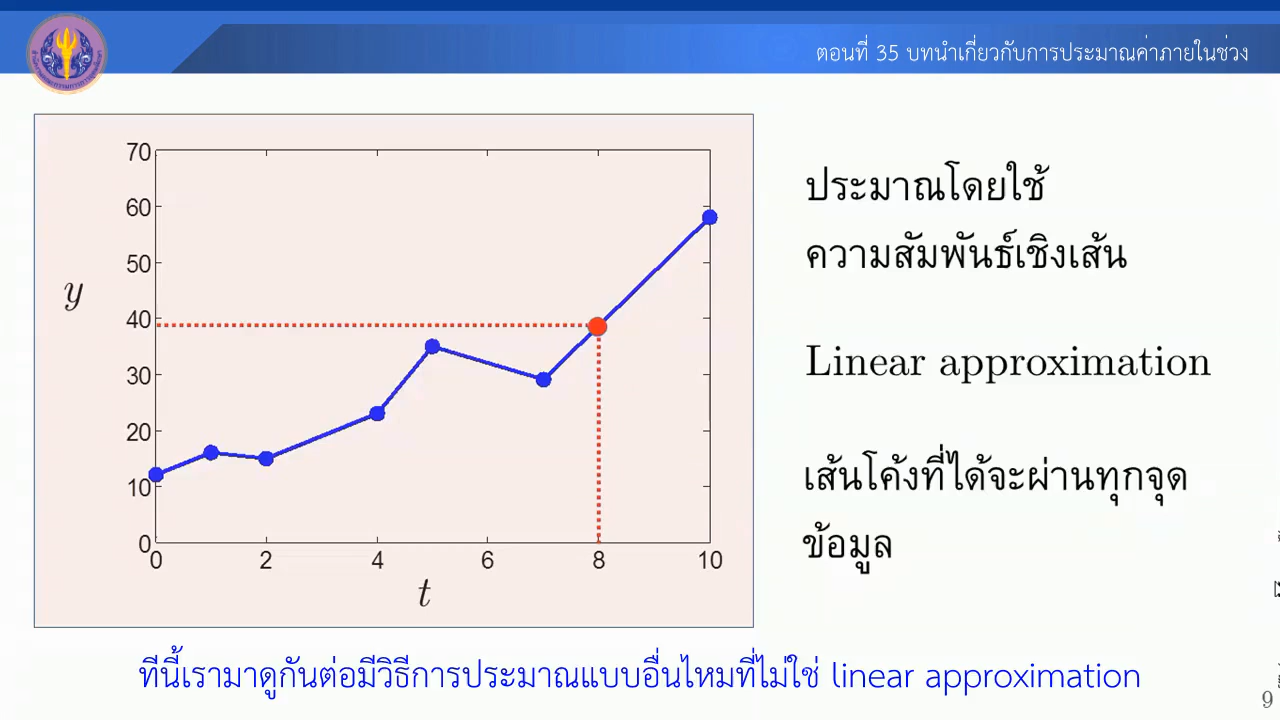 ตอนที่ 35 บทนำเกี่ยวกับการประมาณค่าภายในช่วง
70
60
50
40
30
20
10
0
y
0 2 4 6 8 10
t
ประมาณโดยใช้
ความสัมพันธ์เชิงเส้น
Linear approximation
เส้นโค้งที่ได้จะผ่านทุกจุด
ข้อมูล
ทีนี้เรามาดูกันต่อมีวิธีการประมาณแบบอื่นไหมที่ไม่ใช่ linear approximation
9